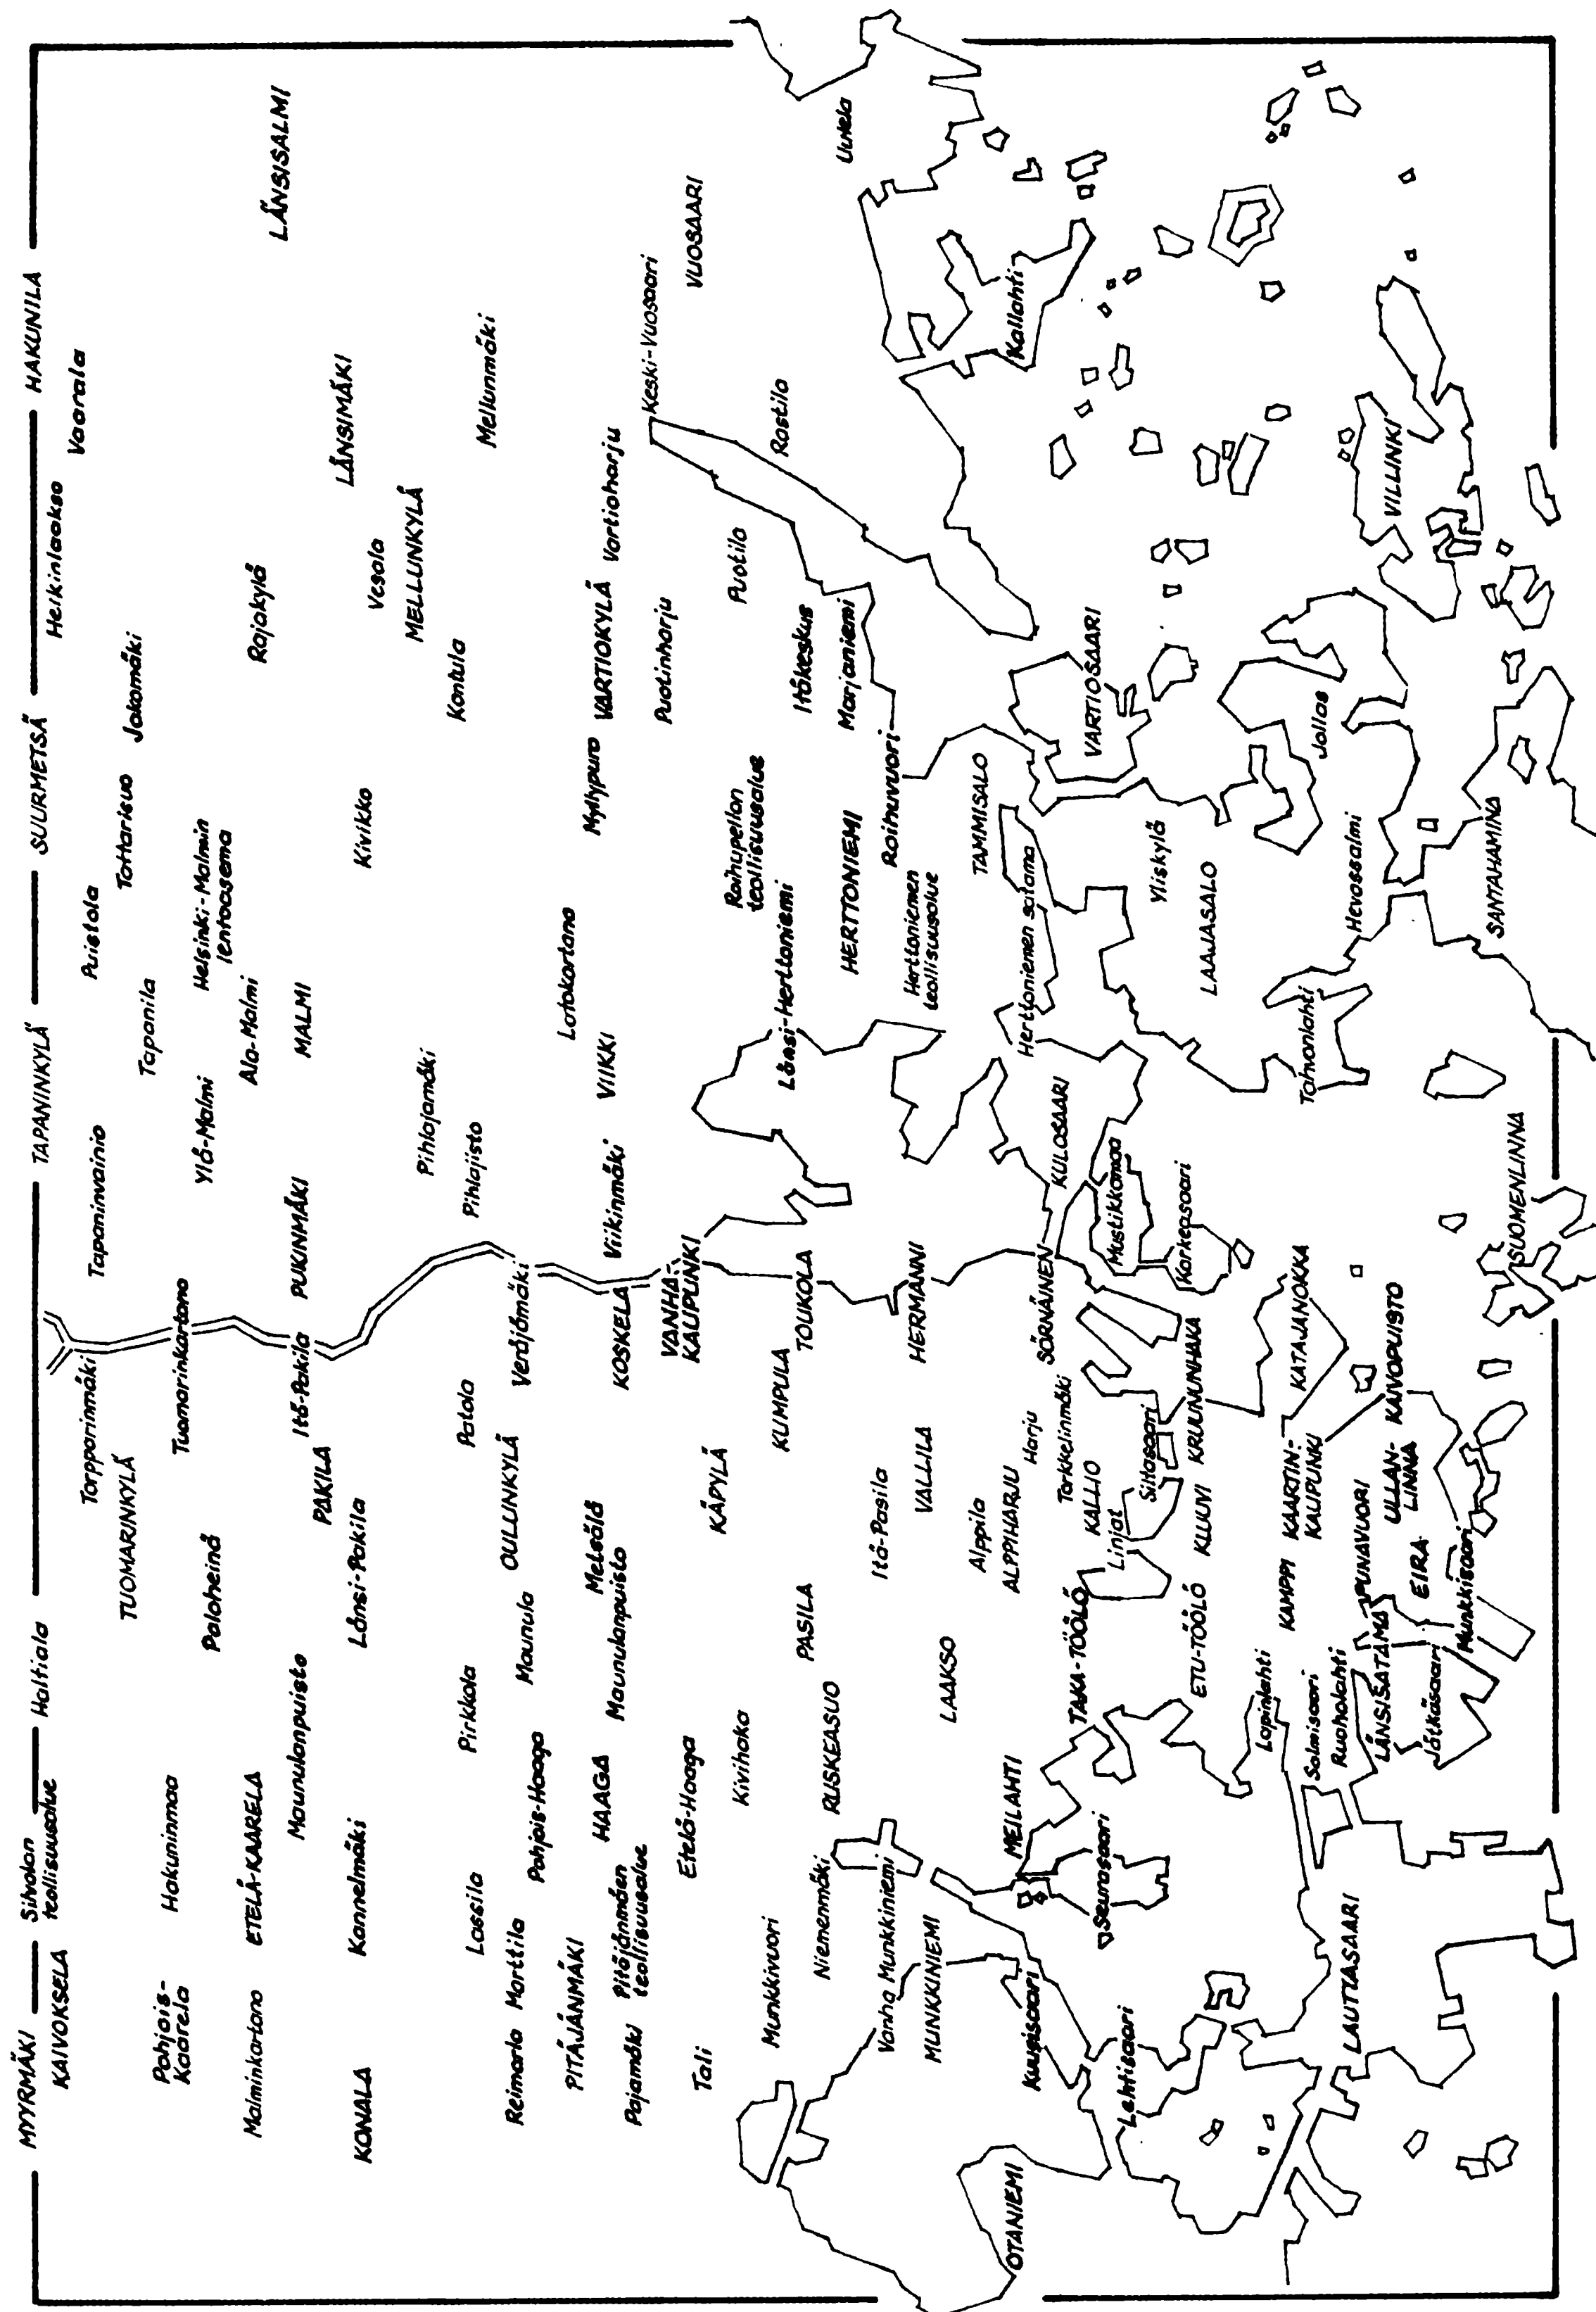 MYYRMÄKI
KAIVOKSELA
Silvolan
teollisuusalue
Haltiala
TAPANINKYLÄ
SUURMETSÄ
HAKUNILA
Torpparinmäki
TUOMARINKYLÄ
Tapaninvainio
Puistola
Tapanila
Tattarisuo
Jakomäki
Heikinlaakso
Vaarala
Pohjois-
Kaarela
Hakuninmaa
Paloheinä
Tuomarinkartano
Ylä-Malmi
Helsinki-Malmin
lentoasema
Ala-Malmi
Rajakylä
LÄNSISALMI
Malminkartano
ETELÄ-KAARELA
Maunulanpuisto
PAKILA
Itä-Pakila
PUKINMÄKI
MALMI
KONALA
Kannelmäki
Länsi-Pakila
Kivikko
Vesala
LÄNSIMÄKI
MELLUNKYLÄ
Pihlajamäki
Lassila
Pirkkola
Patola
Pihlajisto
Kontula
Mellunmäki
Reimarla
Marttila
Pohjois-Haaga
Maunula
OULUNKYLÄ
Veräjämäki
PITÄJÄNMÄKI
HAAGA
Metsälä
Latokartano
Myllypuro
VARTIOKYLÄ
Vartioharju
Pajamäki
Pitäjänmäen
teollisuusalue
Maunulanpuisto
KOSKELA
Viikinmäki
VIIKKI
Keski-Vuosaari
Tali
Etelä-Haaga
KÄPYLÄ
VANHA-
KAUPUNKI
Puotinharju
VUOSAARI
Munkkivuori
Kivihaka
Puotila
Roihupellon
teollisuusalue
Rastila
Niemenmäki
RUSKEASUO
PASILA
KUMPULA
TOUKOLA
Länsi-Herttoniemi
Itäkeskus
HERTTONIEMI
Marjaniemi
Uutela
Vanha Munkkiniemi
Itä-Pasila
Roihuvuori
MUNKKINIEMI
LAAKSO
VALLILA
HERMANNI
Herttoniemen
teollisuusalue
TAMMISALO
OTANIEMI
Kuusisaari
MEILAHTI
Alppila
ALPPIHARJU
Harju
SÖRNÄINEN
KULOSAARI
Herttoniemen satama
Kallahti
Lehtisaari
Seurasaari
TAKA-TÖÖLÖ
Torkkelinmäki
KALLIO
Linjat
Siltasaari
Mustikkamaa
VARTIOSAARI
ETU-TÖÖLÖ
KLUUVI
KRUUNUNHAKA
Korkeasaari
Yliskylä
LAAJASALO
Lapinlahti
KAMPPI
KAARTIN-
KAUPUNKI
KATAJANOKKA
Tahvonlahti
Jollas
LAUTTASAARI
Salmisaari
Ruoholahti
LÄNSISATAMA
PUNAVUORI
ULLAN-
LINNA
KAIVOPUISTO
Hevossalmi
VILLINKI
Jätkäsaari
EIRA
Munkkisaari
SUOMENLINNA
SANTAHAMINA